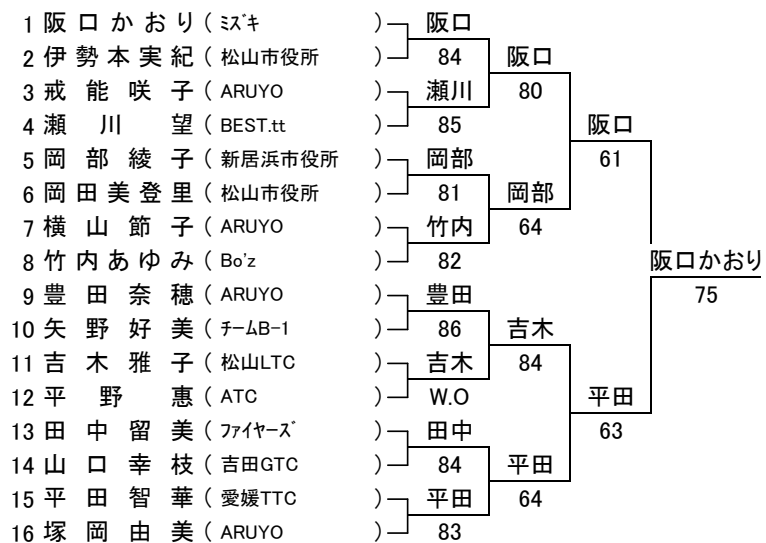 1 阪口かおり ( ミズキ ) 阪口
2 伊勢本実紀 ( 松山市役所 ) 84 阪口
3 戒能咲子 ( ARUYO ) 瀬川 80
4 瀬川望 ( BEST.tt ) 85 阪口
5 岡部綾子 ( 新居浜市役所 ) 岡部 61
6 岡田美登里 ( 松山市役所 ) 81 岡部
7 横山節子 ( ARUYO ) 竹内 64
8 竹内あゆみ ( Bo'z ) 82 阪口かおり
9 豊田奈穂 ( ARUYO ) 豊田 75
10 矢野好美 ( チームB-1 ) 86 吉木
11 吉木雅子 ( 松山LTC ) 吉木 84
12 平野惠 ( ATC ) W.O 平田
13 田中留美 ( ファイヤーズ ) 田中 63
14 山口幸枝 ( 吉田GTC ) 84 平田
15 平田智華 ( 愛媛TTC ) 平田 64
16 塚岡由美 ( ARUYO ) 83